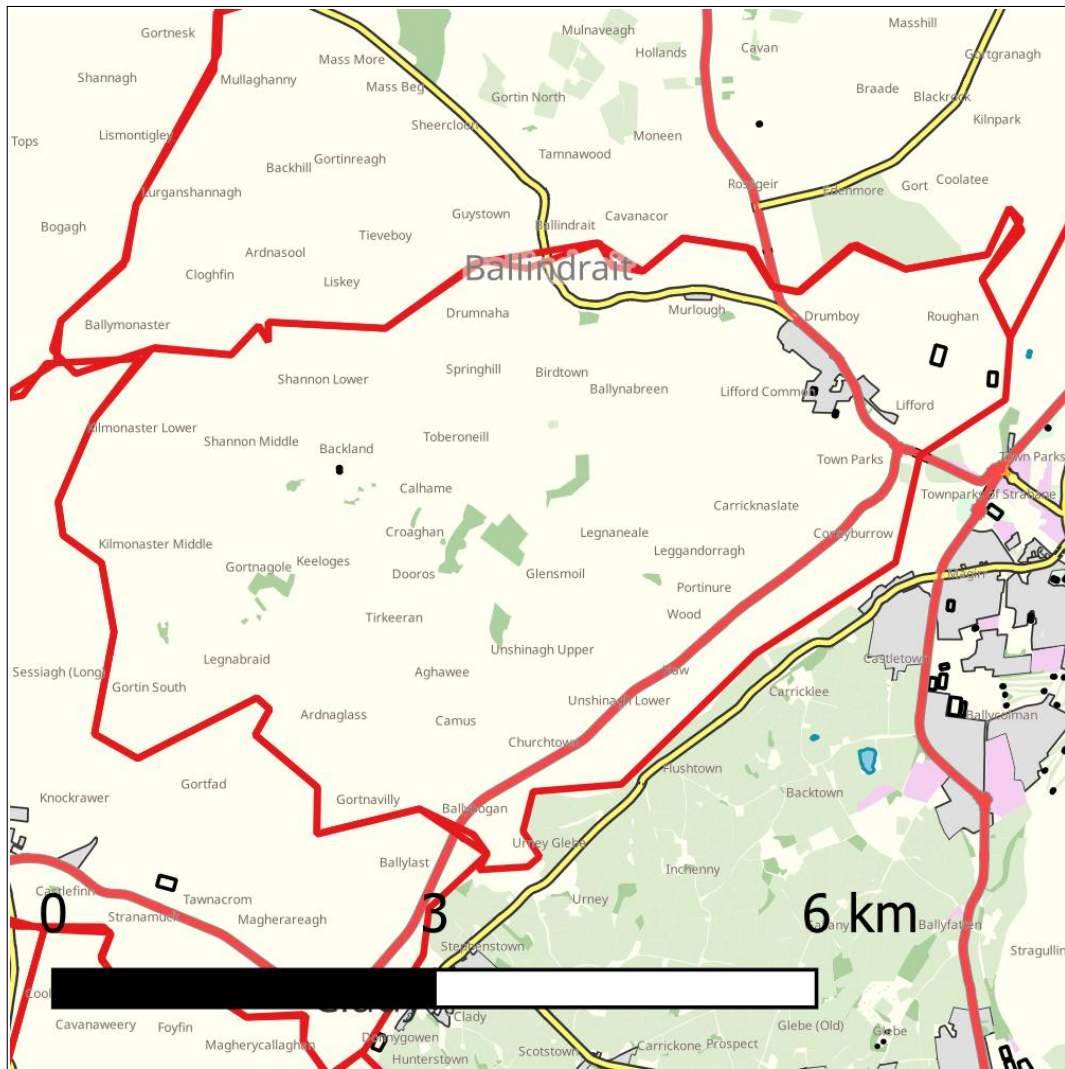 Gortnesk
Mass More
Mulnaveagh
Hollands
Cavan
Masshill
Gortgranagh
Shannagh
Mullaghanny
Mass Beg
Gortin North
Braade
Blackrock
Kilnpark
Tops
Lismontigley
Sheercloon
Moneen
Backhill
Gortinreagh
Tamnawood
Lurganshannagh
Rossgeir
Edenmore
Gort
Coolatee
Bogagh
Tieveboy
Guystown
Ballindrait
Cavanacor
Ardnasool
Cloghfin
Liskey
Ballindrait
Ballymonaster
Drumnaha
Murlough
Drumboy
Roughan
Shannon Lower
Springhill
Birdtown
Ballynabreen
Lifford Common
Lifford
Kilmonaster Lower
Shannon Middle
Backland
Toberoneill
Town Parks
Town Parks
Calhame
Carricknaslate
Townparks of Strabane
Kilmonaster Middle
Croaghan
Legnaneale
Leggandorragh
Coneyburrow
Gortnagole
Keeloges
Dooros
Glensmoil
Portinure
Magirr
Tirkeeran
Wood
Sessiagh (Long)
Legnabraid
Unshinagh Upper
Castletown
Gortin South
Aghawee
Haw
Carricklee
Ardnaglass
Camus
Unshinagh Lower
Ballycolman
Churchtown
Flushtown
Backtown
Knockrawer
Gortfad
Gortnavilly
Ballybogan
Ballylast
Urney Glebe
Inchenny
Castlefinn
Tawnacrom
Urney
0
3
6 km
Stranamuck
Magherareagh
Ballyfatten
Stephenstown
Stragullin
Cavanaweery
Foyfin
Clady
Glebe (Old)
Glebe
Magherycallaghan
Donnygowen
Hunterstown
Scotstown
Carrickone
Prospect